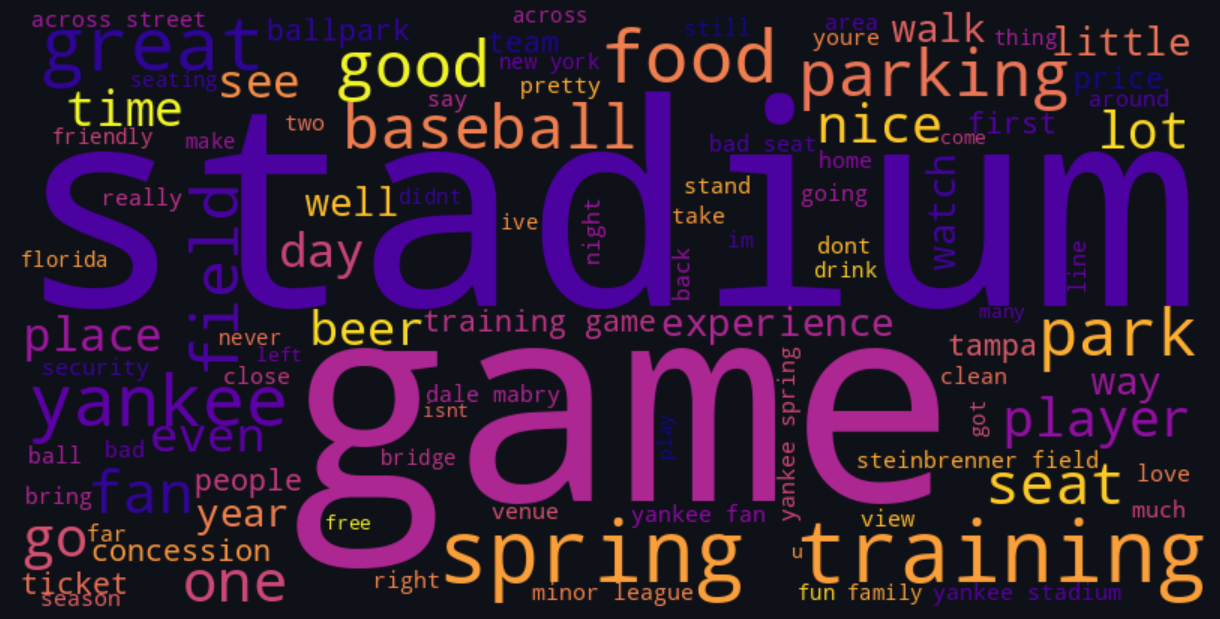 across street
great
ballpark
across
team
still
area
youre
walk
thing
little
seating
see
good
new york
food
pretty
parking
price
around
time
say
friendly
make
two
baseball
bad seat
nice
come
first
lot
stadium
home
really
field
well
didnt
stand
going
watch
ive
night
take
florida
day
back
im
dont
drink
line
place
never
beer
training game
experience
many
park
left
security
close
tampa
yankee
game
dale mabry
isnt
clean
way
play
yankee spring
got
player
even
ball
bad
bridge
steinbrenner field
seat
love
bring
fan
people
year
free
venue
yankee fan
view
much
go
far
concession
spring
u
training
ticket
season
one
right
minor league
fun
family
yankee stadium